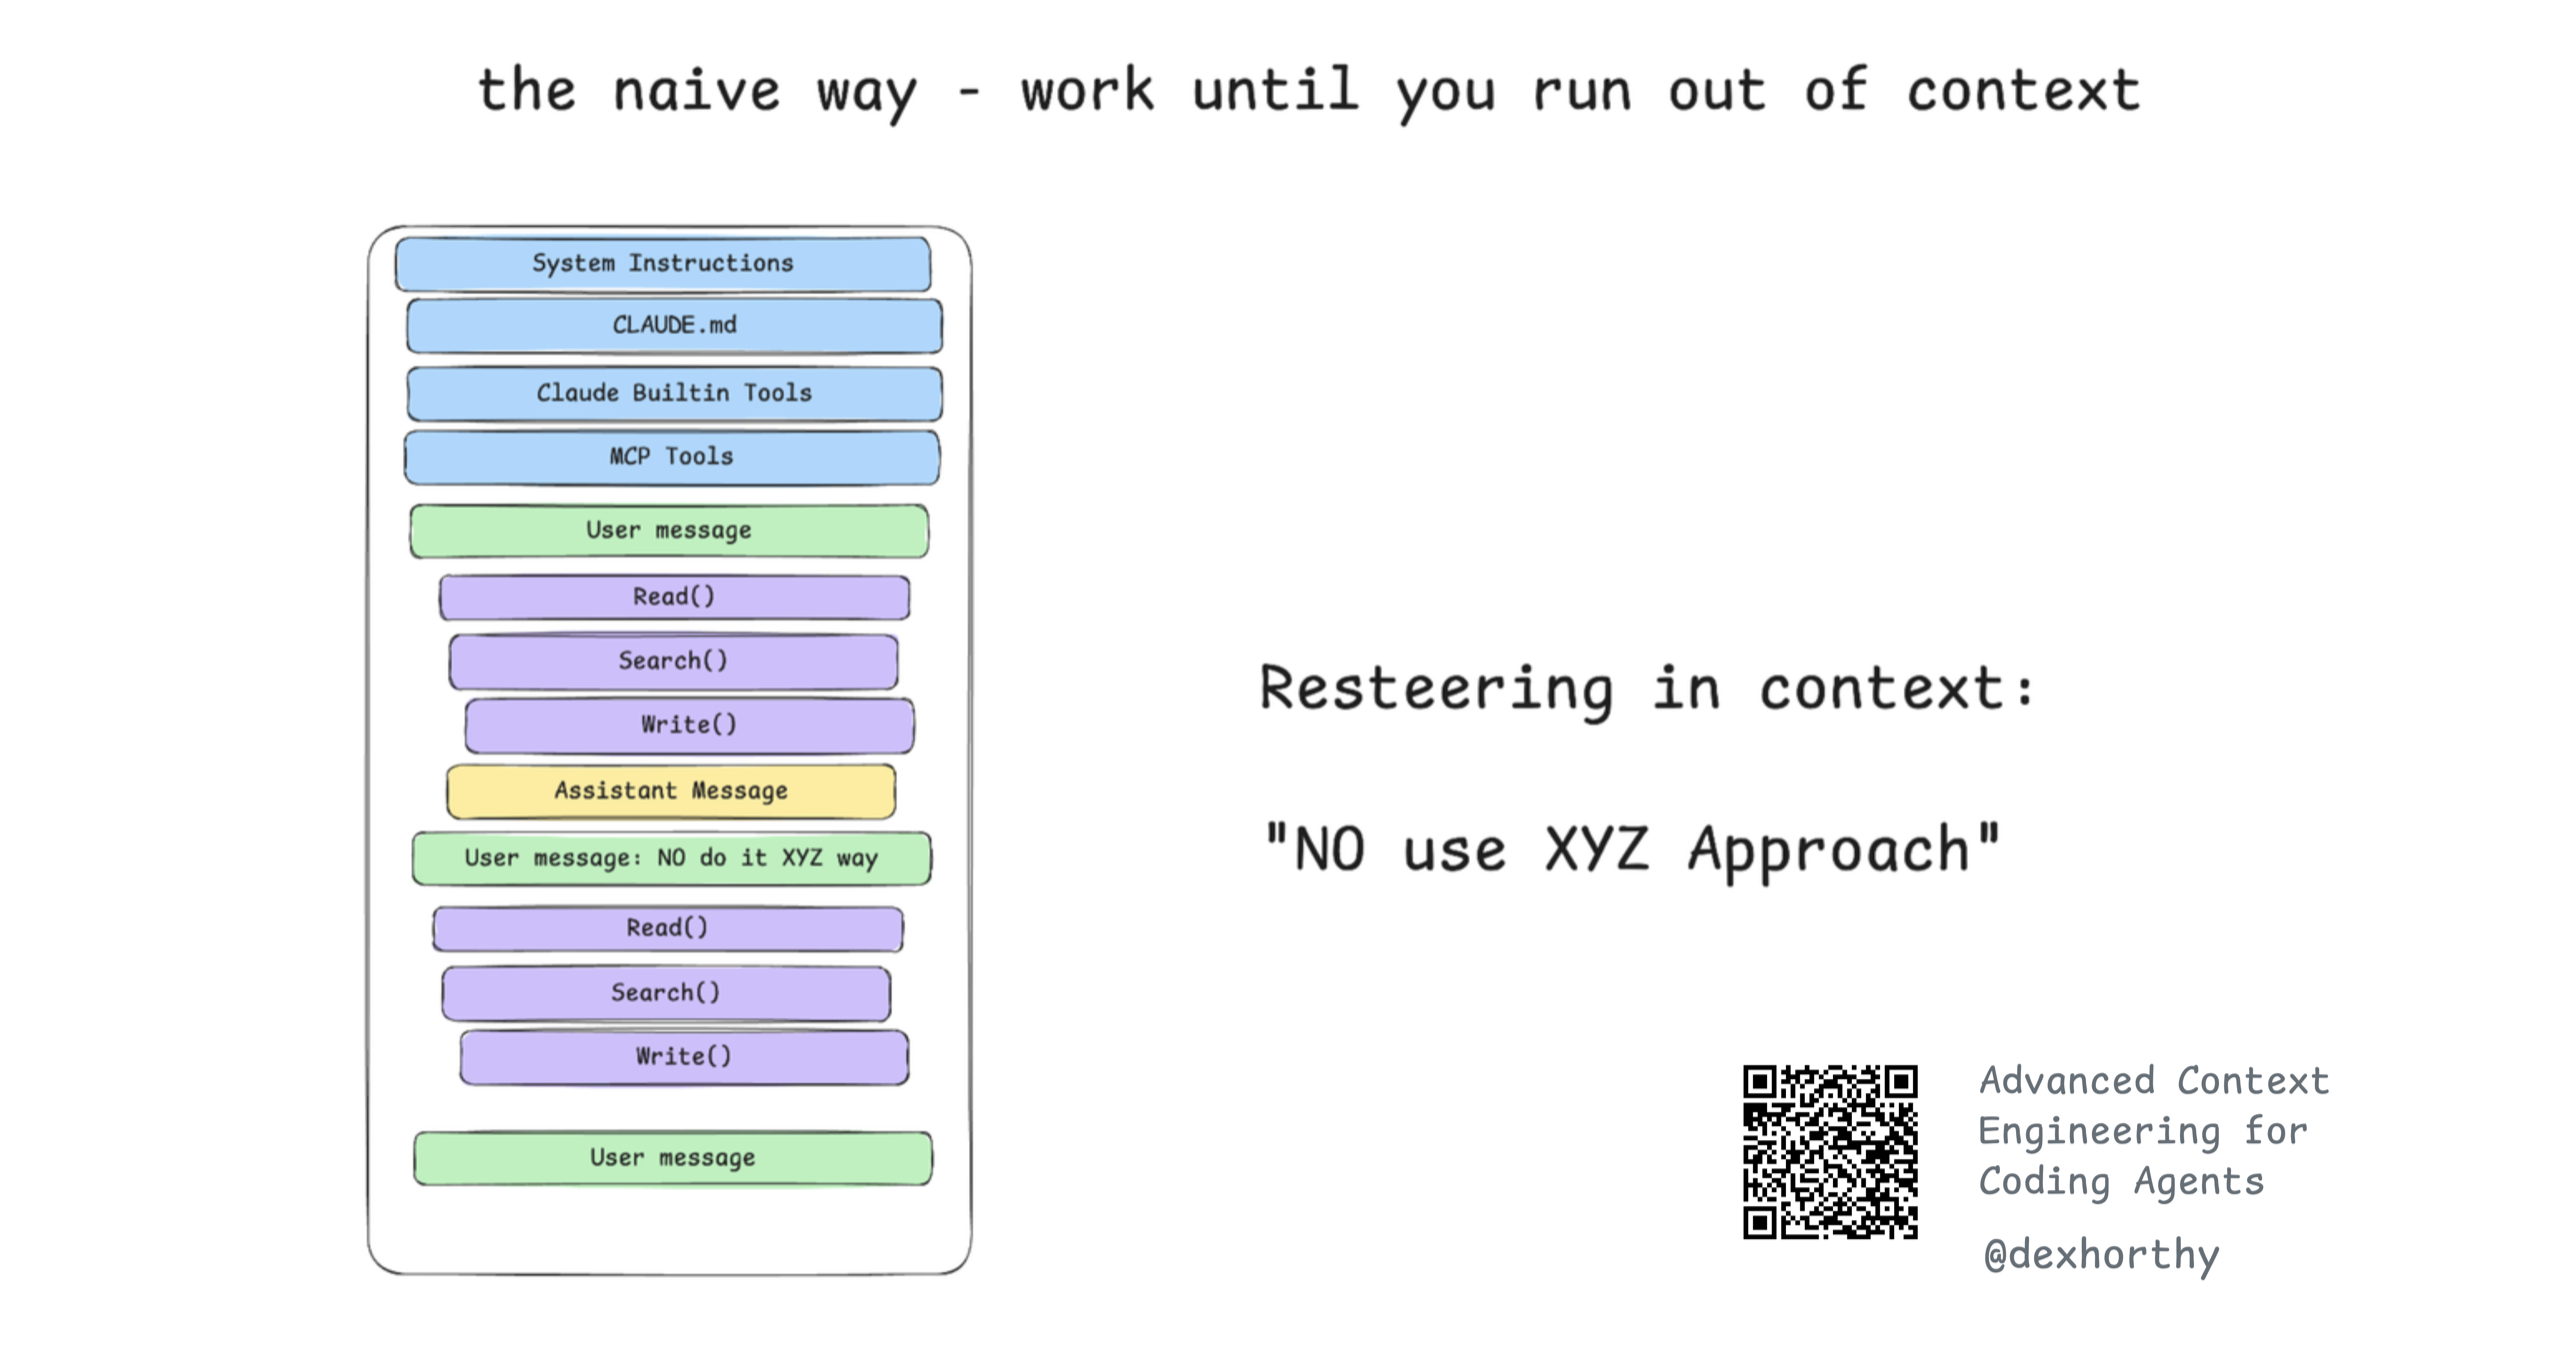 the naive way - work until you run out of context
System Instructions
CLAUDE.md
Claude Builtin Tools
MCP Tools
User message
Read()
Search()
Write()
Assistant Message
User message: NO do it XYZ way
Read()
Search()
Write()
User message
Resteering in context:
"NO use XYZ Approach"
Advanced Context
Engineering for
Coding Agents
@dexhorthy